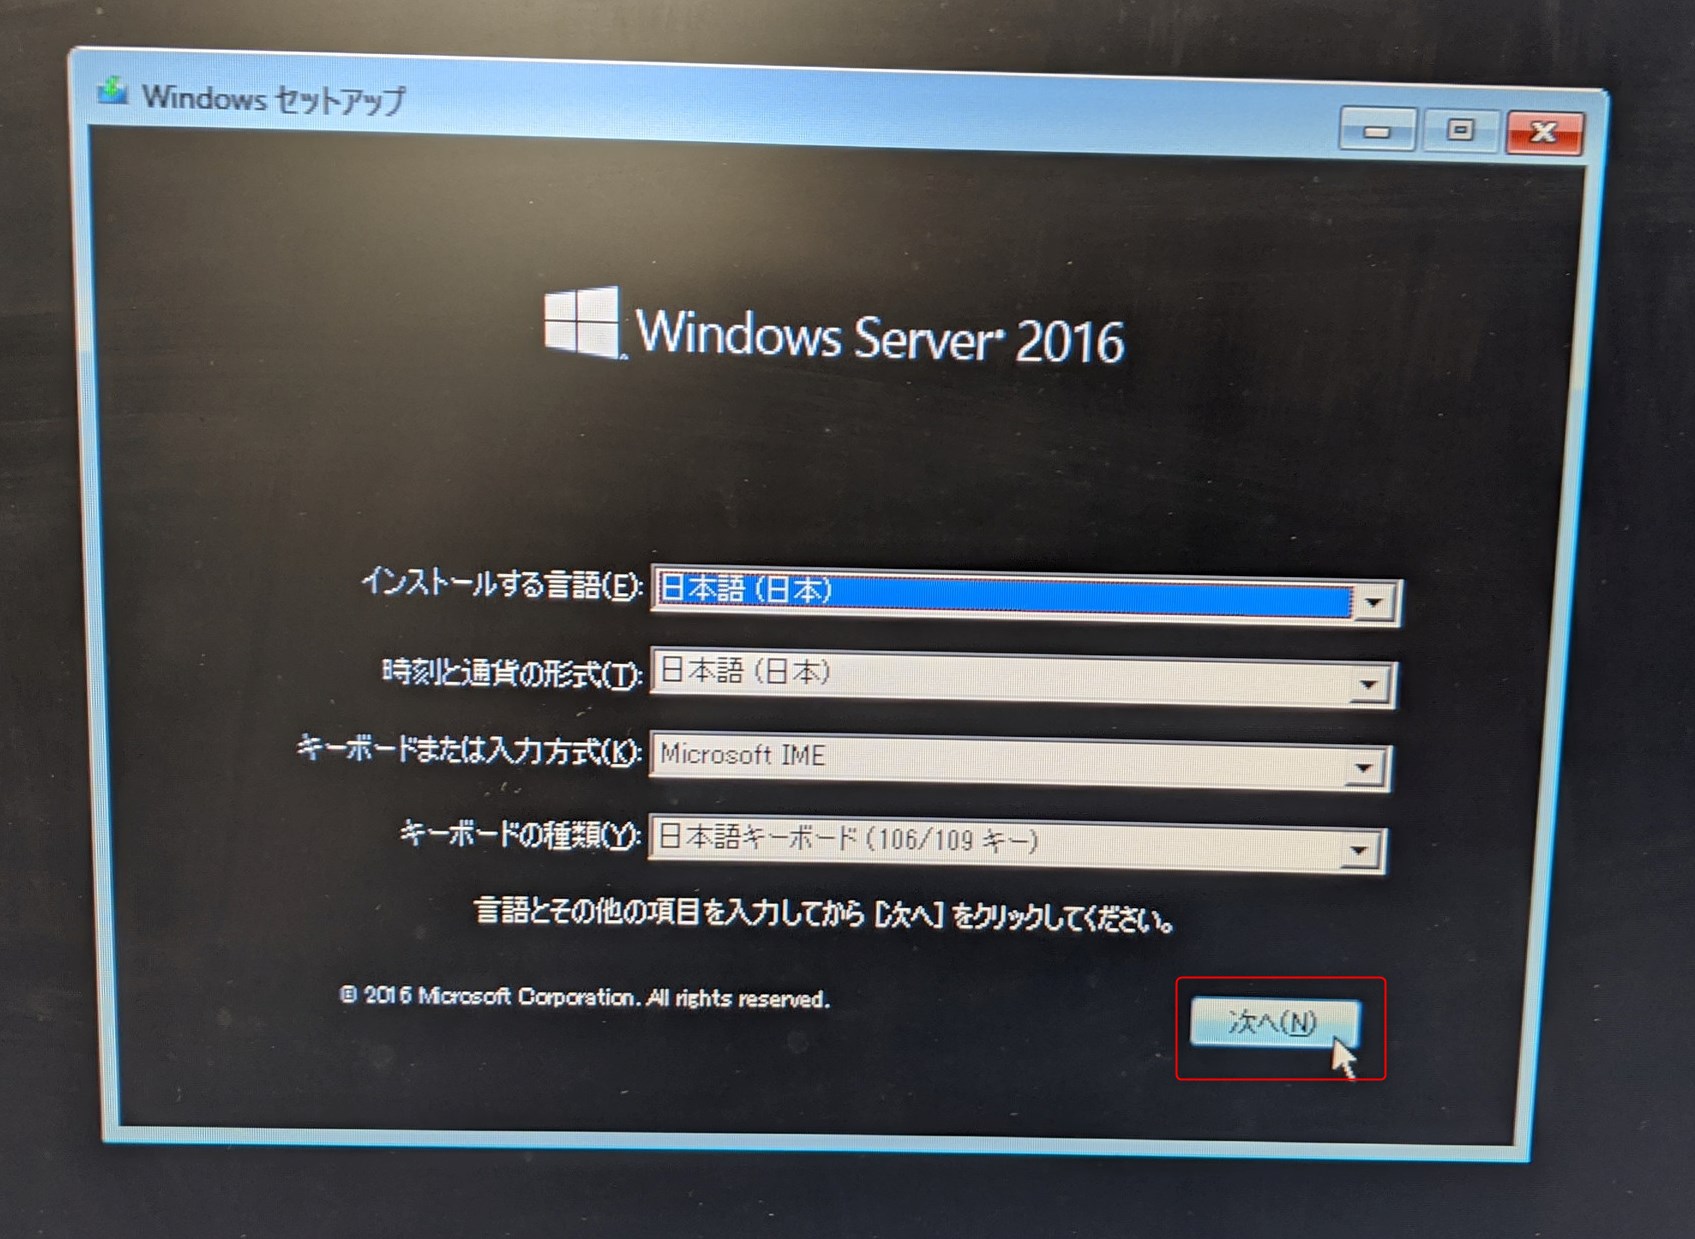 Windows セットアップ
Windows Server 2016
インストールする言語(E): 日本語 (日本)
時刻と通貨の形式(T): 日本語 (日本)
キーボードまたは入力方式(K): Microsoft IME
キーボードの種類(Y): 日本語キーボード (106/109 キー)
言語とその他の項目を入力してから [次へ] をクリックしてください。
© 2016 Microsoft Corporation. All rights reserved.
次へ(N)